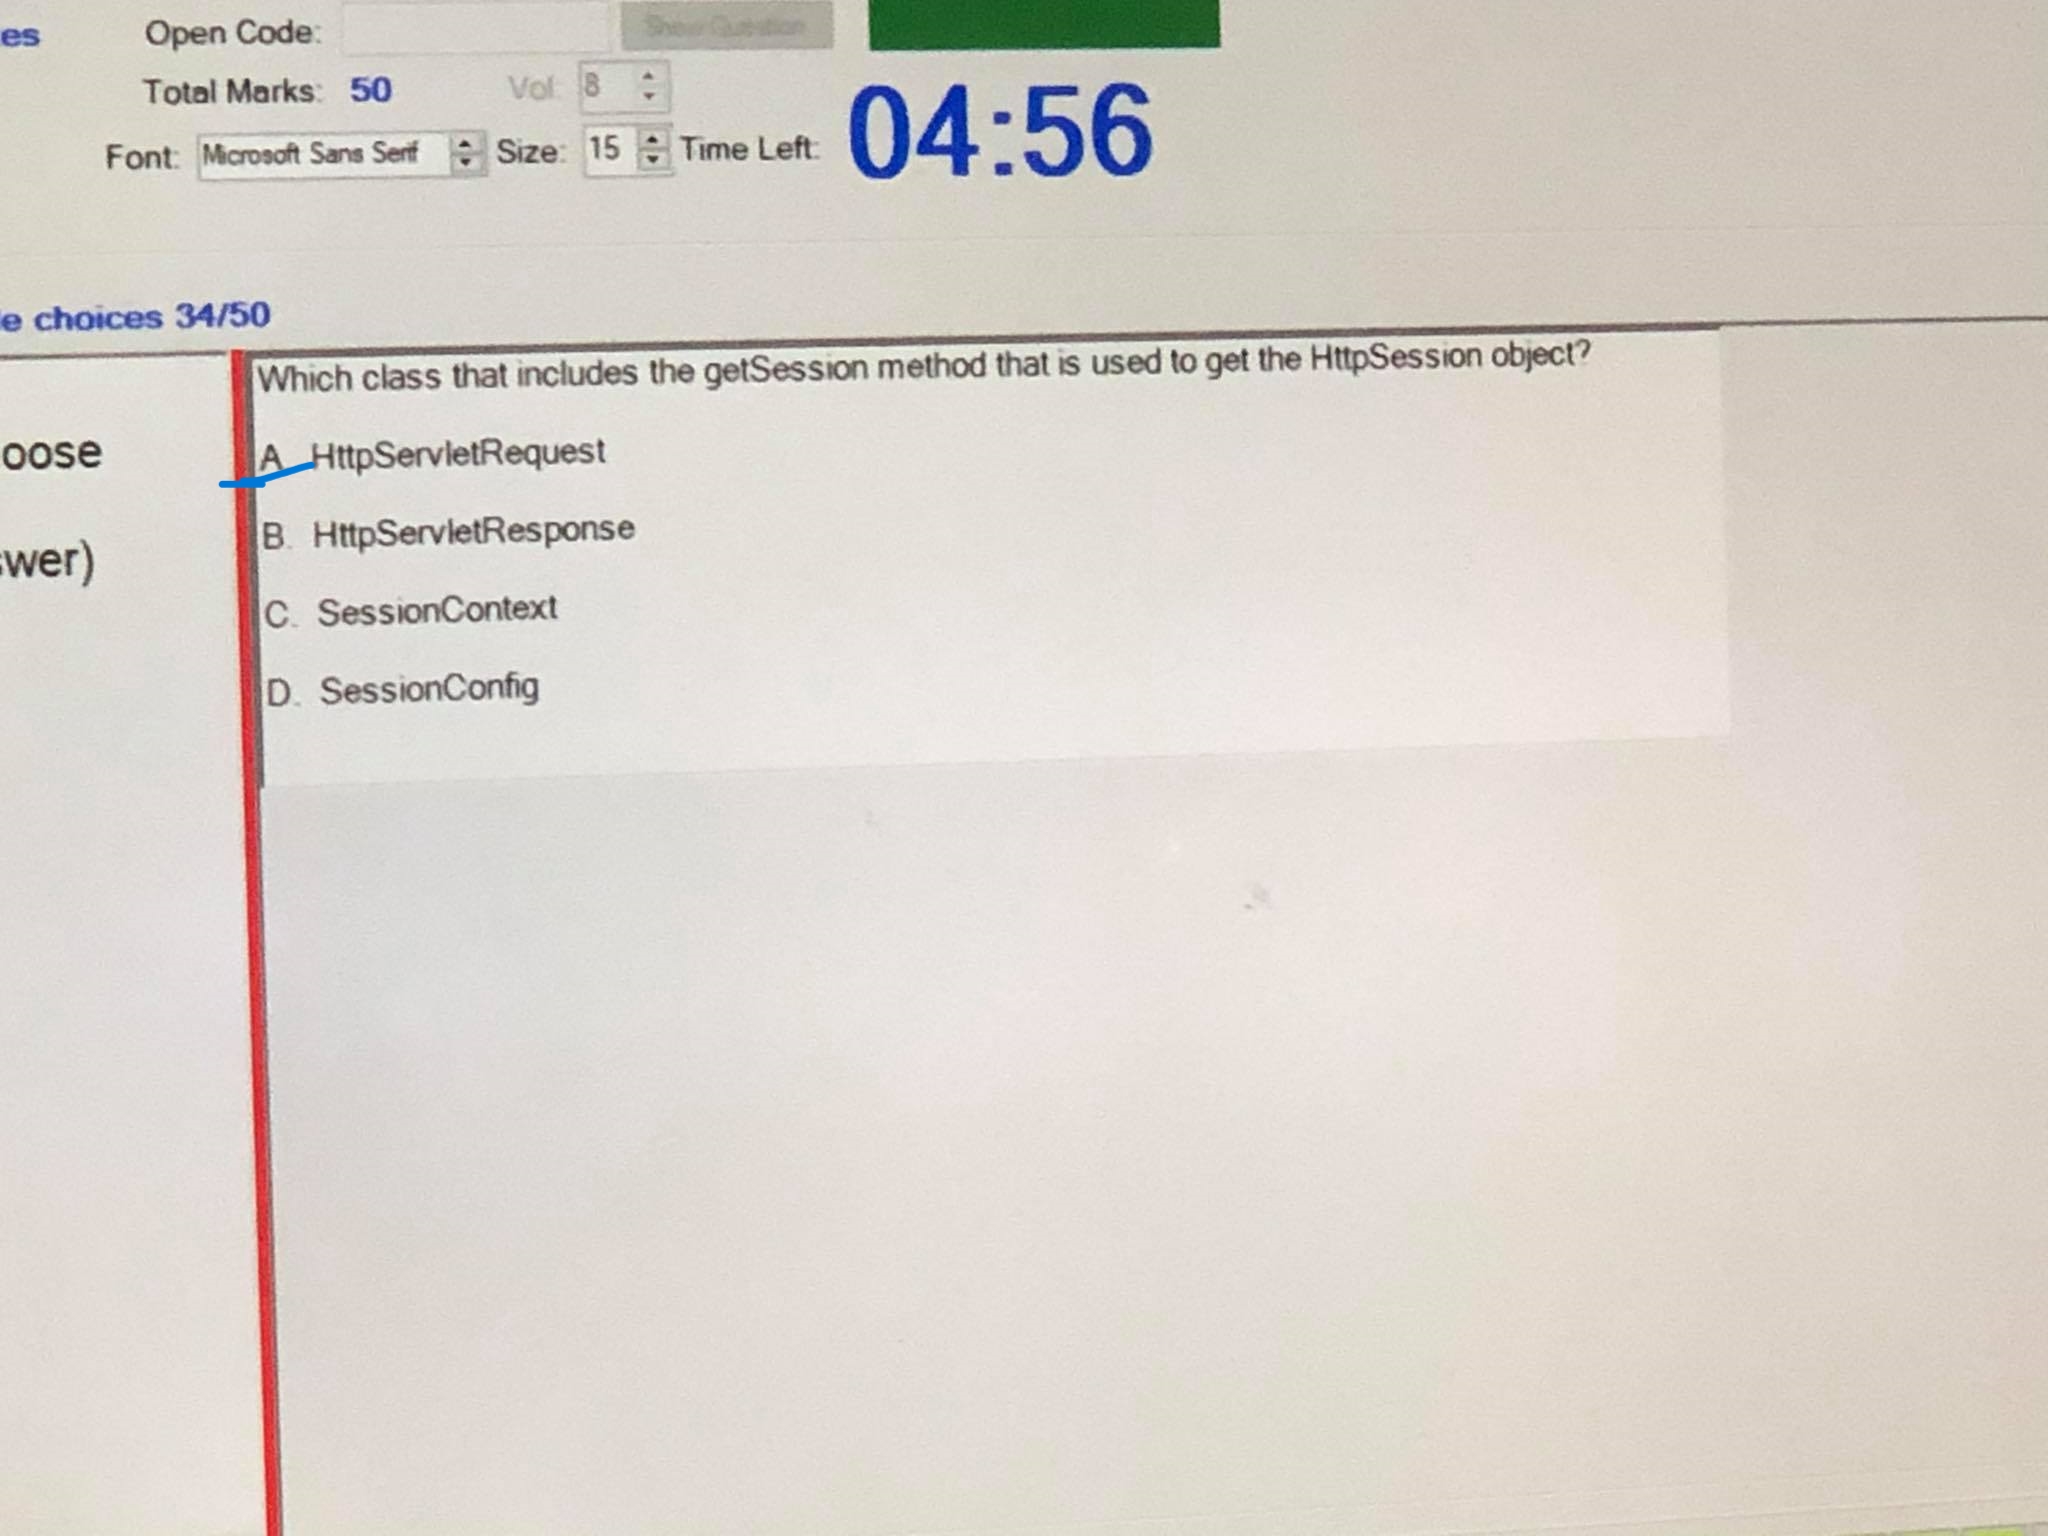 es Open Code: Show Question
Total Marks: 50 Vol: 8
Font: Microsoft Sans Serif Size: 15 Time Left: 04:56
e choices 34/50
Which class that includes the getSession method that is used to get the HttpSession object?
oose
A HttpServletRequest
B. HttpServletResponse
wer)
C. SessionContext
D. SessionConfig